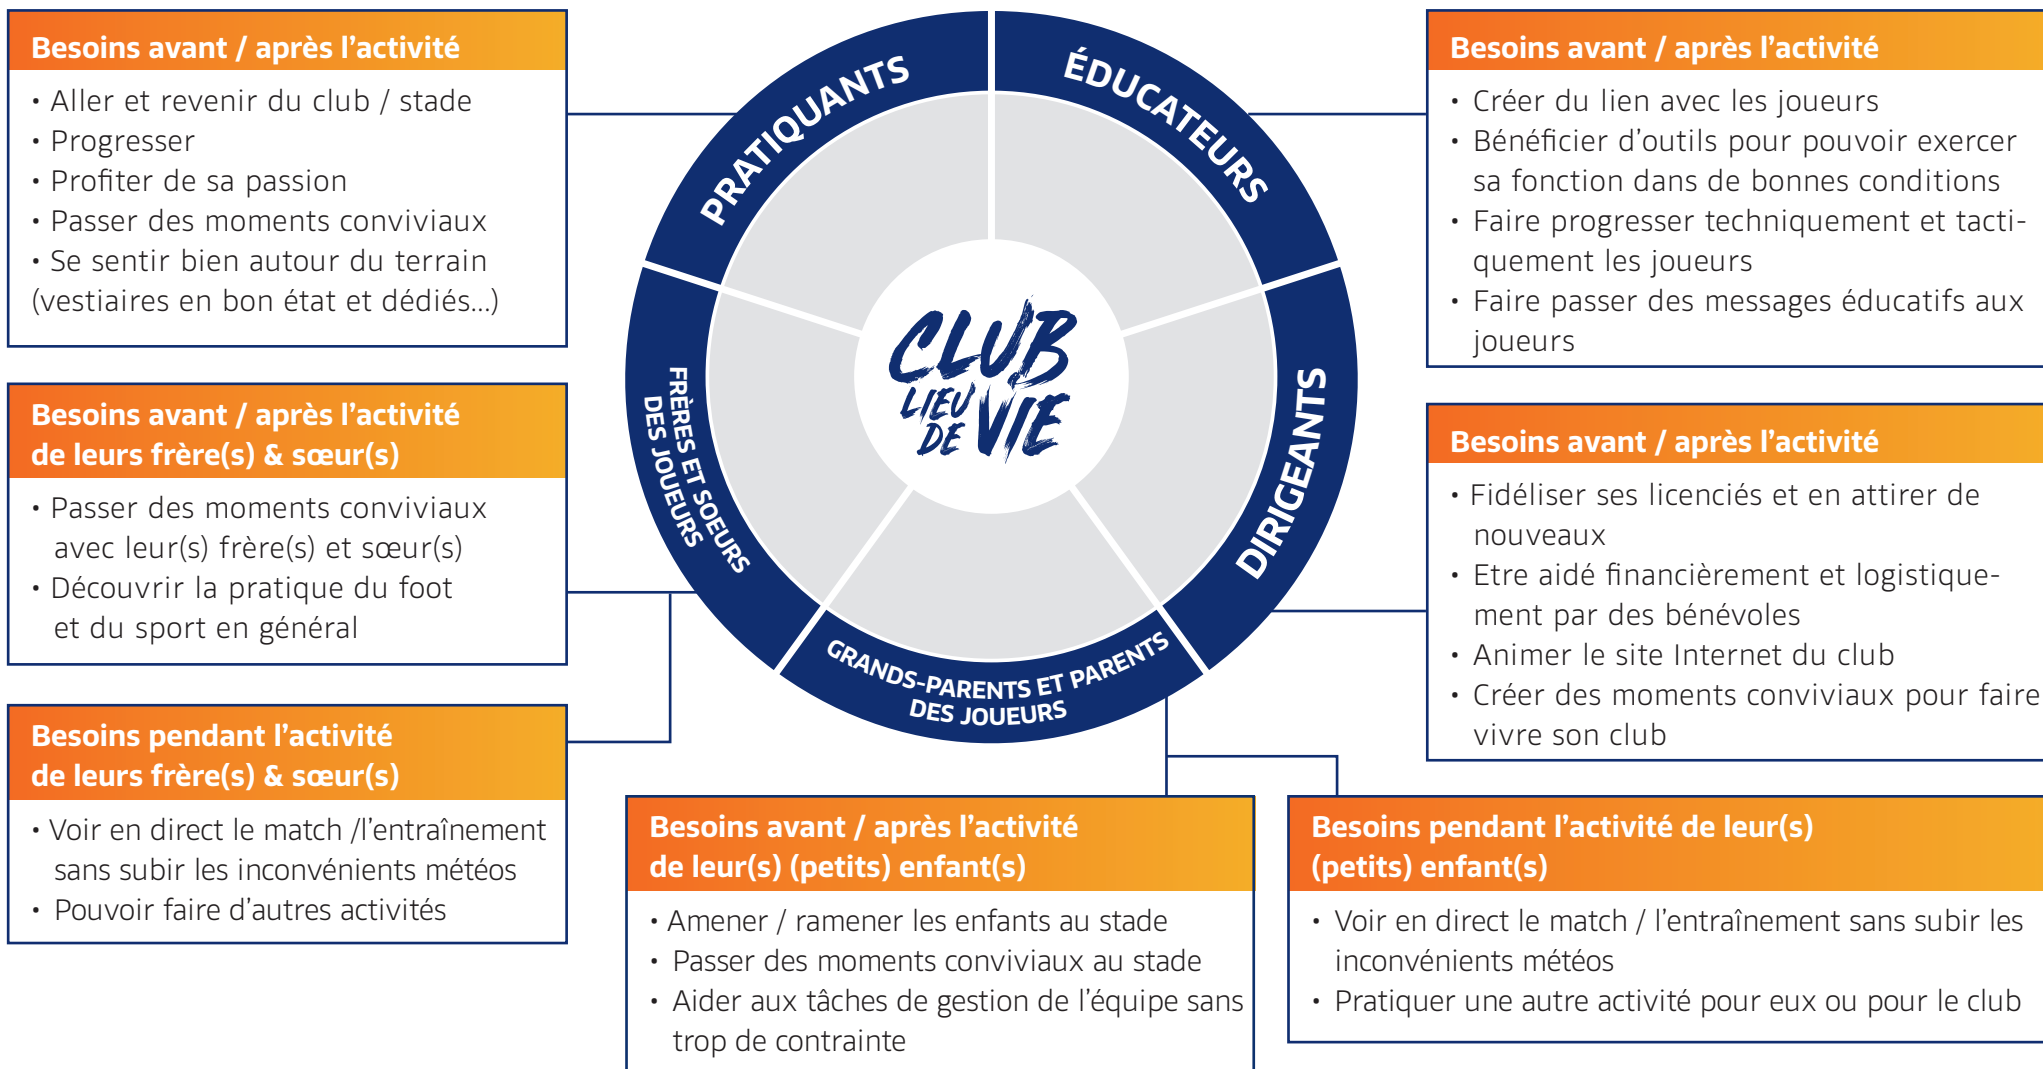 Besoins avant / après l’activité
• Aller et revenir du club / stade
• Progresser
• Profiter de sa passion
• Passer des moments conviviaux
• Se sentir bien autour du terrain
(vestiaires en bon état et dédiés...)
Besoins avant / après l’activité
de leurs frère(s) & sœur(s)
• Passer des moments conviviaux
avec leur(s) frère(s) et sœur(s)
• Découvrir la pratique du foot
et du sport en général
Besoins pendant l’activité
de leurs frère(s) & sœur(s)
• Voir en direct le match /l’entraînement
sans subir les inconvénients météos
• Pouvoir faire d’autres activités
PRATIQUANTS
ÉDUCATEURS
DIRIGEANTS
GRANDS-PARENTS ET PARENTS
DES JOUEURS
FRÈRES ET SOEURS
DES JOUEURS
CLUB
LIEU
DE VIE
Besoins avant / après l’activité
• Créer du lien avec les joueurs
• Bénéficier d’outils pour pouvoir exercer
sa fonction dans de bonnes conditions
• Faire progresser techniquement et tacti-
quement les joueurs
• Faire passer des messages éducatifs aux
joueurs
Besoins avant / après l’activité
• Fidéliser ses licenciés et en attirer de
nouveaux
• Etre aidé financièrement et logistique-
ment par des bénévoles
• Animer le site Internet du club
• Créer des moments conviviaux pour faire
vivre son club
Besoins avant / après l’activité
de leur(s) (petits) enfant(s)
• Amener / ramener les enfants au stade
• Passer des moments conviviaux au stade
• Aider aux tâches de gestion de l’équipe sans
trop de contrainte
Besoins pendant l’activité de leur(s)
(petits) enfant(s)
• Voir en direct le match / l’entraînement sans subir les
inconvénients météos
• Pratiquer une autre activité pour eux ou pour le club